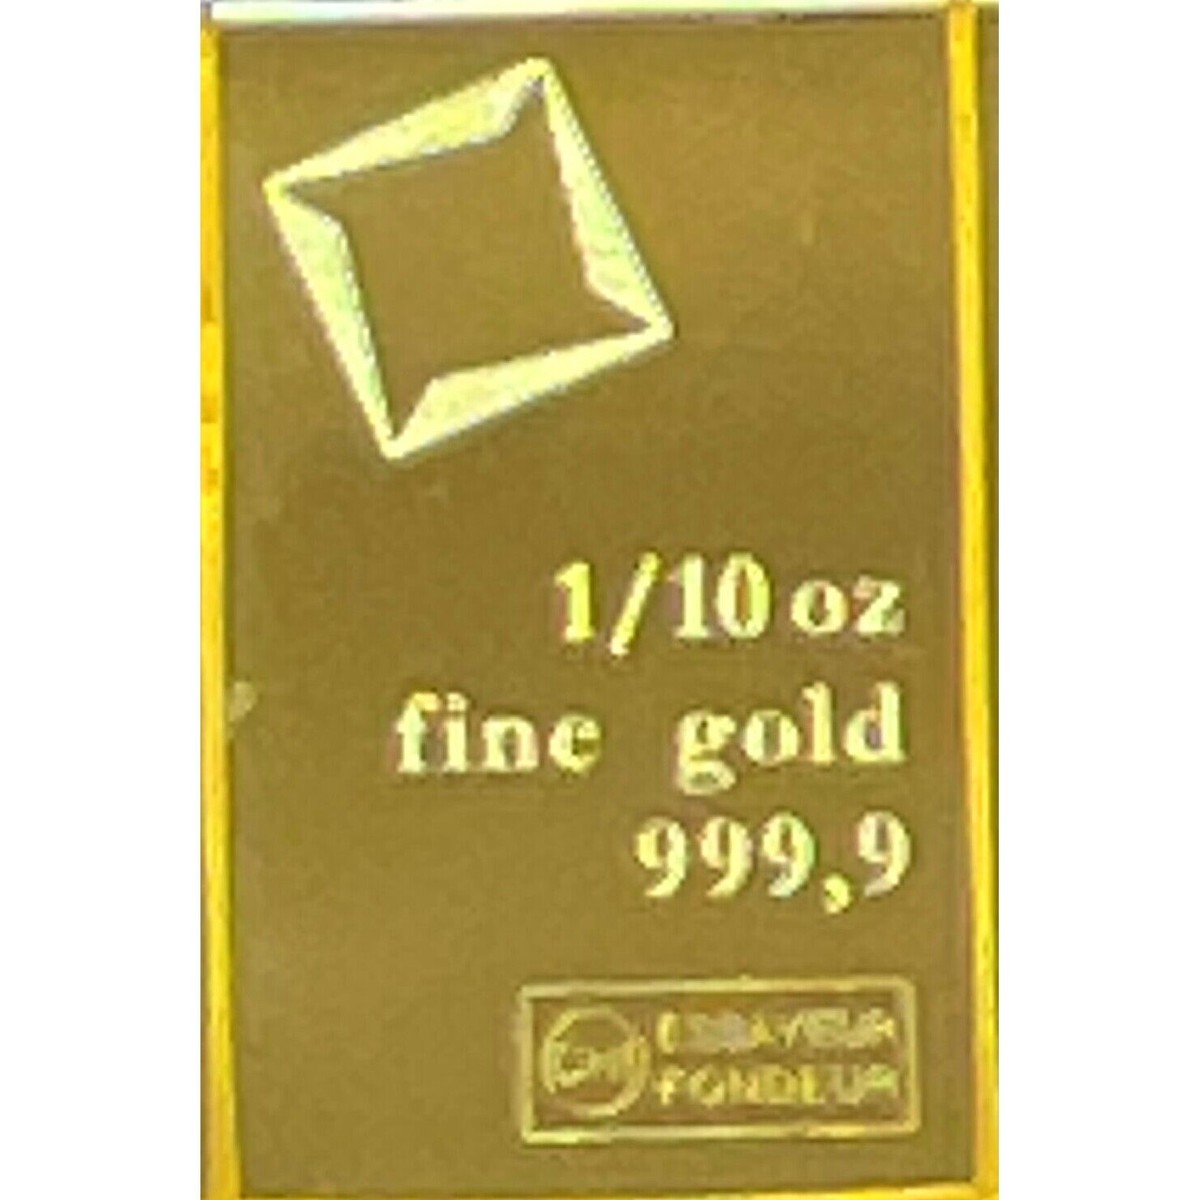 1/10 oz
fine gold
999,9
ESSAYEUR
FONDEUR